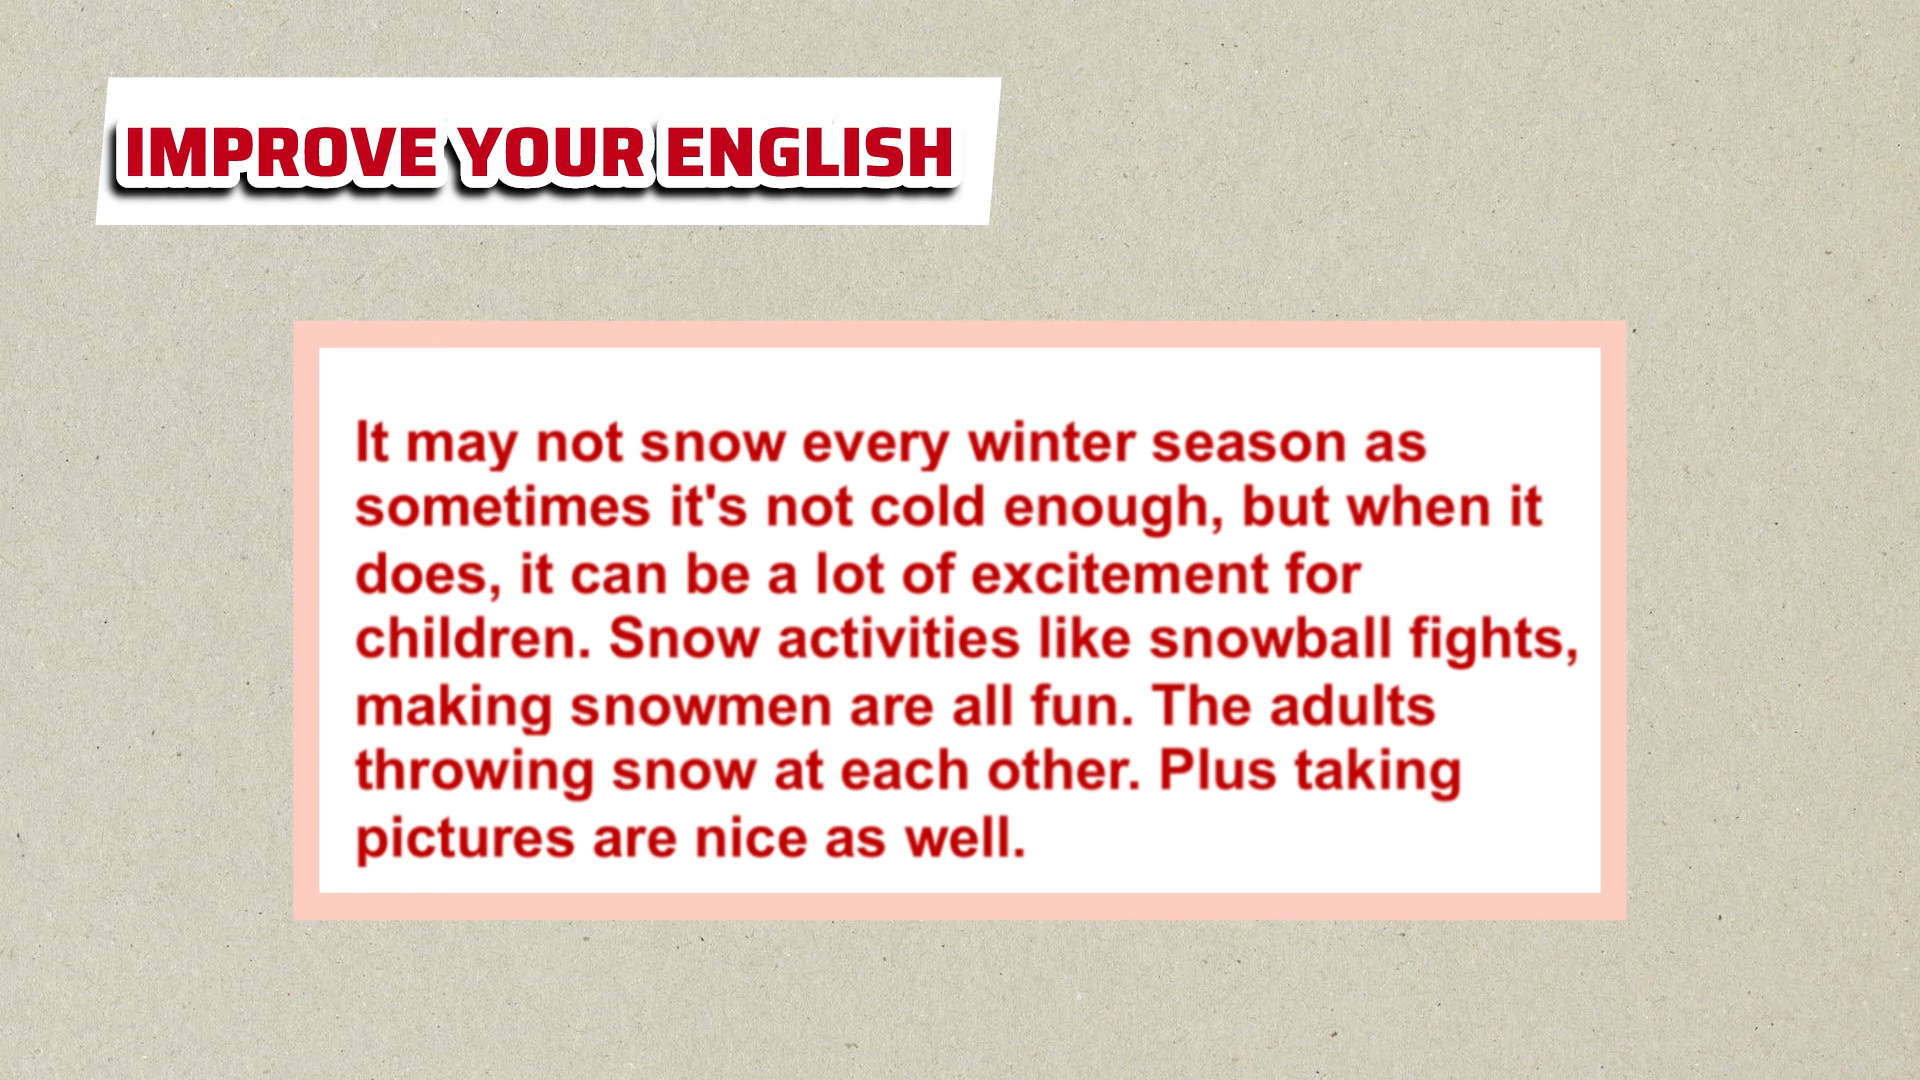 IMPROVE YOUR ENGLISH
It may not snow every winter season as
sometimes it's not cold enough, but when it
does, it can be a lot of excitement for
children. Snow activities like snowball fights,
making snowmen are all fun. The adults
throwing snow at each other. Plus taking
pictures are nice as well.